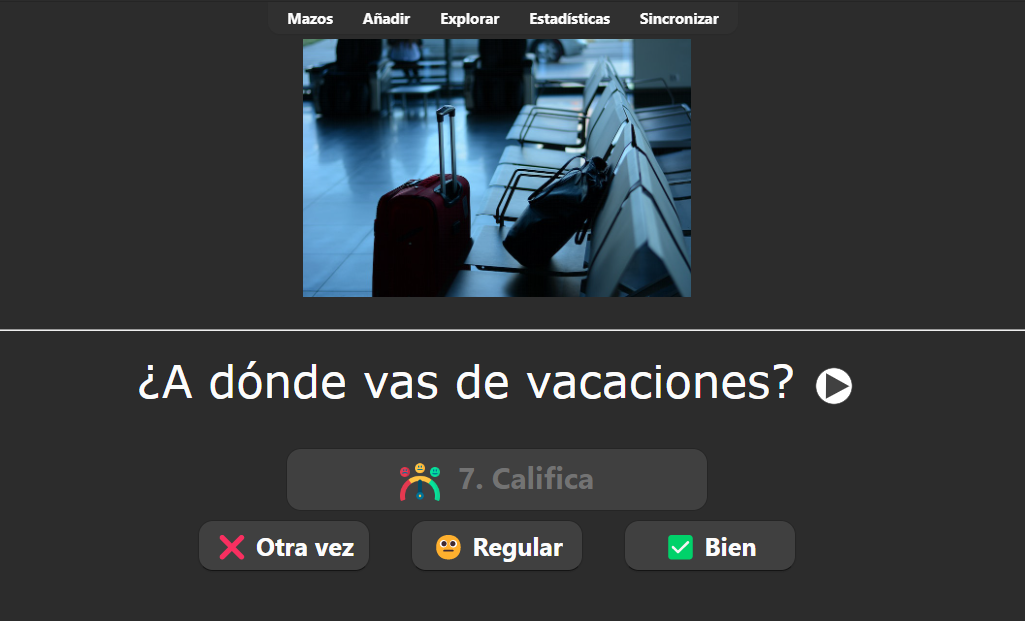 Mazos Añadir Explorar Estadísticas Sincronizar
¿A dónde vas de vacaciones?
7. Califica
Otra vez Regular Bien